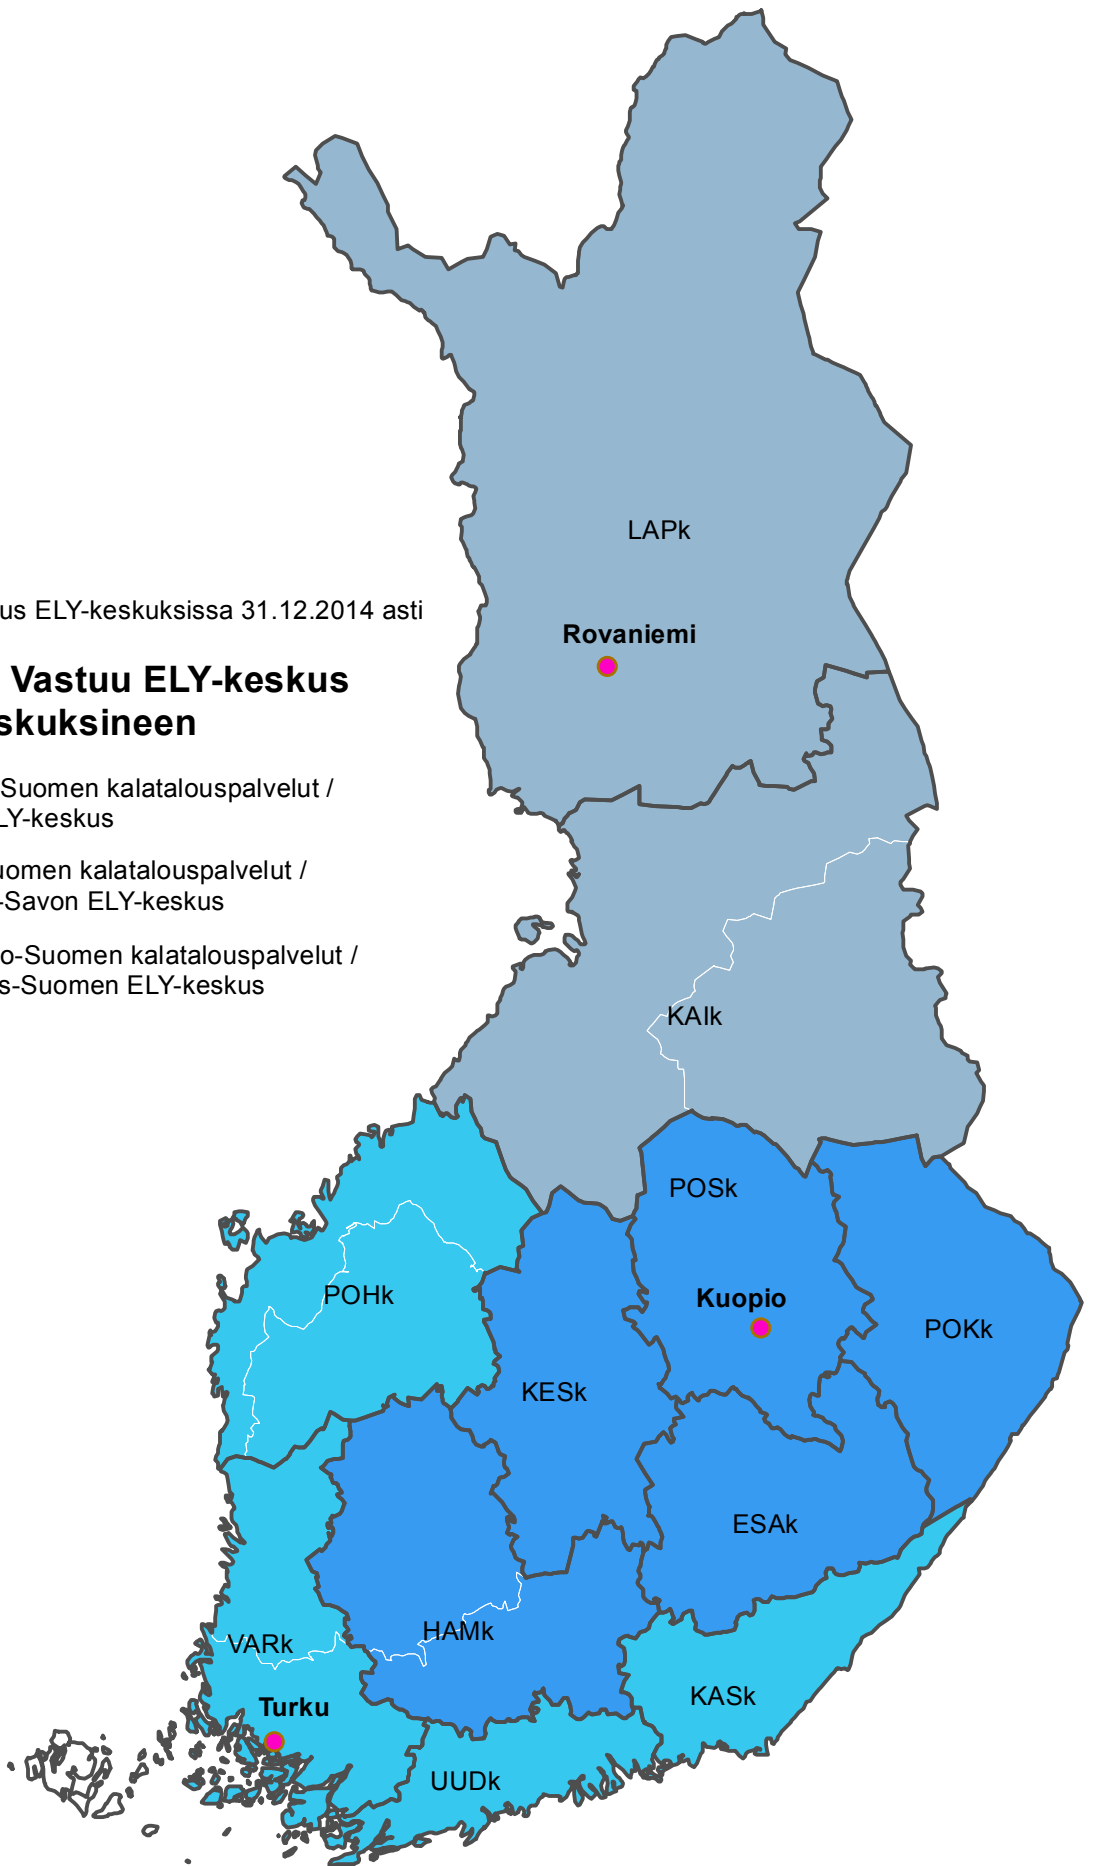 LAPk
us ELY-keskuksissa 31.12.2014 asti
Rovaniemi
Vastuu ELY-keskus
skuksineen
Suomen kalatalouspalvelut /
LY-keskus
uomen kalatalouspalvelut /
-Savon ELY-keskus
o-Suomen kalatalouspalvelut /
s-Suomen ELY-keskus
KAIk
POSk
POHk
Kuopio
POKk
KESk
ESAk
HAMk
VARk
KASk
Turku
UUDk